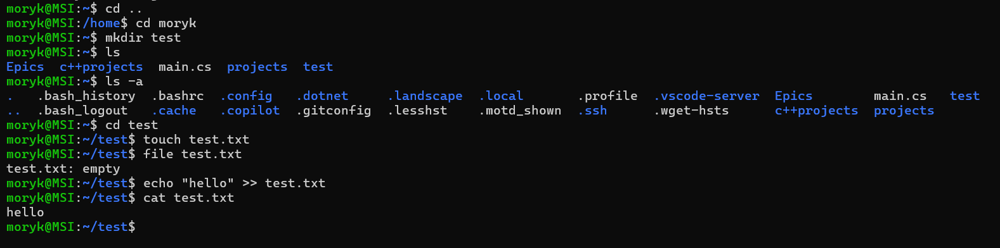 moryk@MSI:~$ cd ..
moryk@MSI:/home$ cd moryk
moryk@MSI:~$ mkdir test
moryk@MSI:~$ ls
Epics  c++projects  main.cs  projects  test
moryk@MSI:~$ ls -a
.   .bash_history  .bashrc  .config   .dotnet     .landscape  .local       .profile  .vscode-server  Epics        main.cs   test
..  .bash_logout   .cache   .copilot  .gitconfig  .lesshst    .motd_shown  .ssh      .wget-hsts      c++projects  projects
moryk@MSI:~$ cd test
moryk@MSI:~/test$ touch test.txt
moryk@MSI:~/test$ file test.txt
test.txt: empty
moryk@MSI:~/test$ echo "hello" >> test.txt
moryk@MSI:~/test$ cat test.txt
hello
moryk@MSI:~/test$